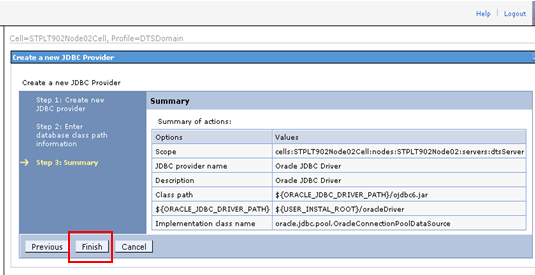 Help | Logout
Cell=STPLT902Node02Cell, Profile=DTSDomain
Create a new JDBC Provider
Create a new JDBC Provider
Step 1: Create new
JDBC provider
Step 2: Enter
database class path
information
Step 3: Summary
Summary
Summary of actions:
Options Values
Scope cells:STPLT902Node02Cell:nodes:STPLT902Node02:servers:dtsServer
JDBC provider name Oracle JDBC Driver
Description Oracle JDBC Driver
Class path ${ORACLE_JDBC_DRIVER_PATH}/ojdbc6.jar
${ORACLE_JDBC_DRIVER_PATH} ${USER_INSTAL_ROOT}/oracleDriver
Implementation class name oracle.jdbc.pool.OracleConnectionPoolDataSource
Previous Finish Cancel